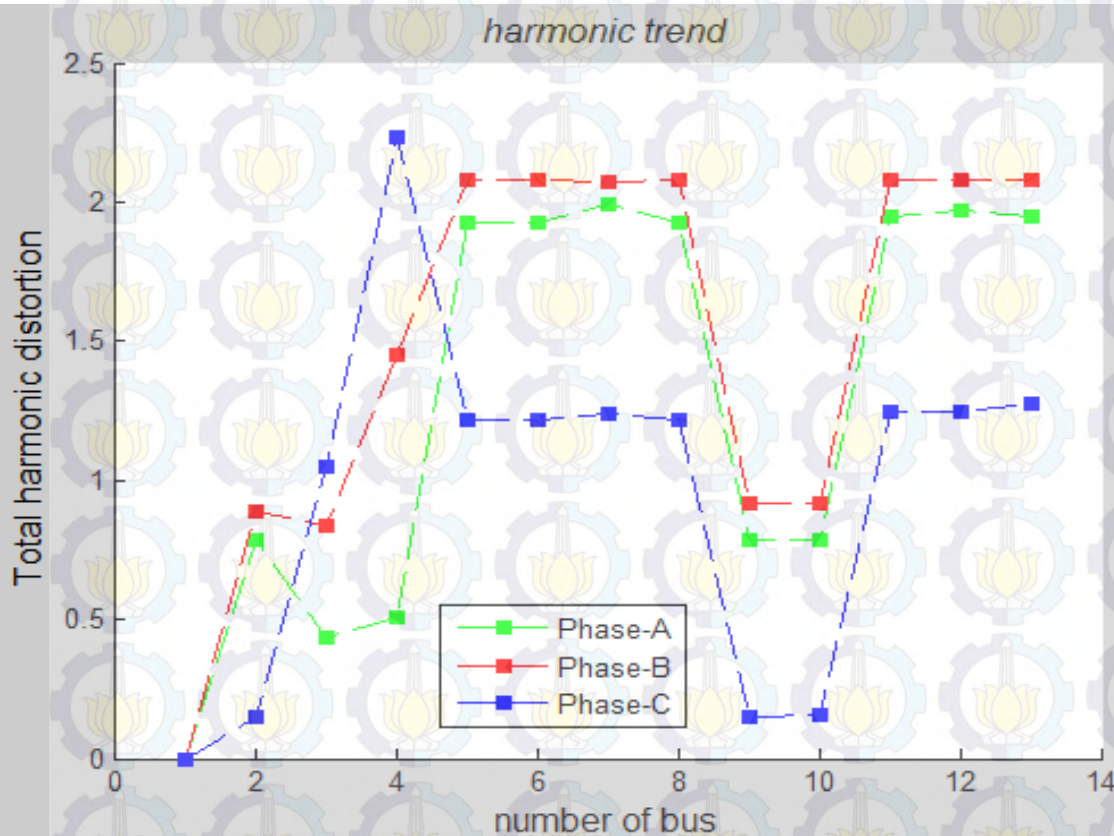 harmonic trend
2.5
2
1.5
1
0.5
0
0 2 4 6 8 10 12 14
Total harmonic distortion
number of bus
Phase-A
Phase-B
Phase-C